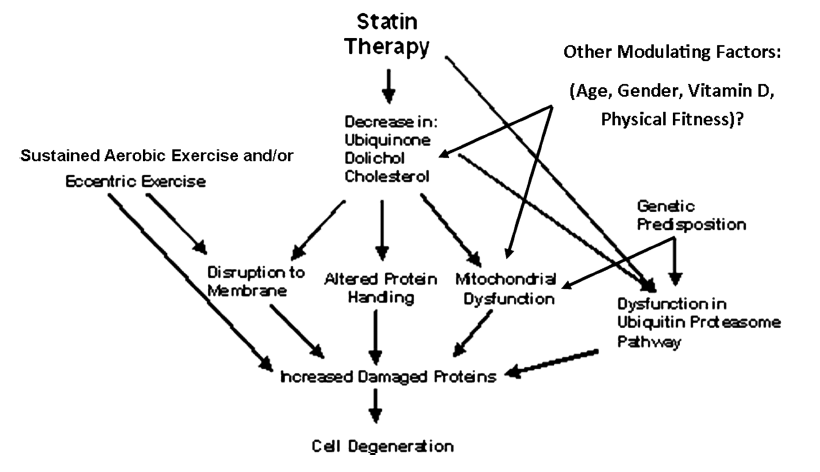 Statin
Therapy
Other Modulating Factors:
(Age, Gender, Vitamin D,
Physical Fitness)?
Decrease in:
Ubiquinone
Dolichol
Cholesterol
Sustained Aerobic Exercise and/or
Eccentric Exercise
Genetic
Predisposition
Disruption to
Membrane
Altered Protein
Handling
Mitochondrial
Dysfunction
Dysfunction in
Ubiquitin Proteasome
Pathway
Increased Damaged Proteins
Cell Degeneration